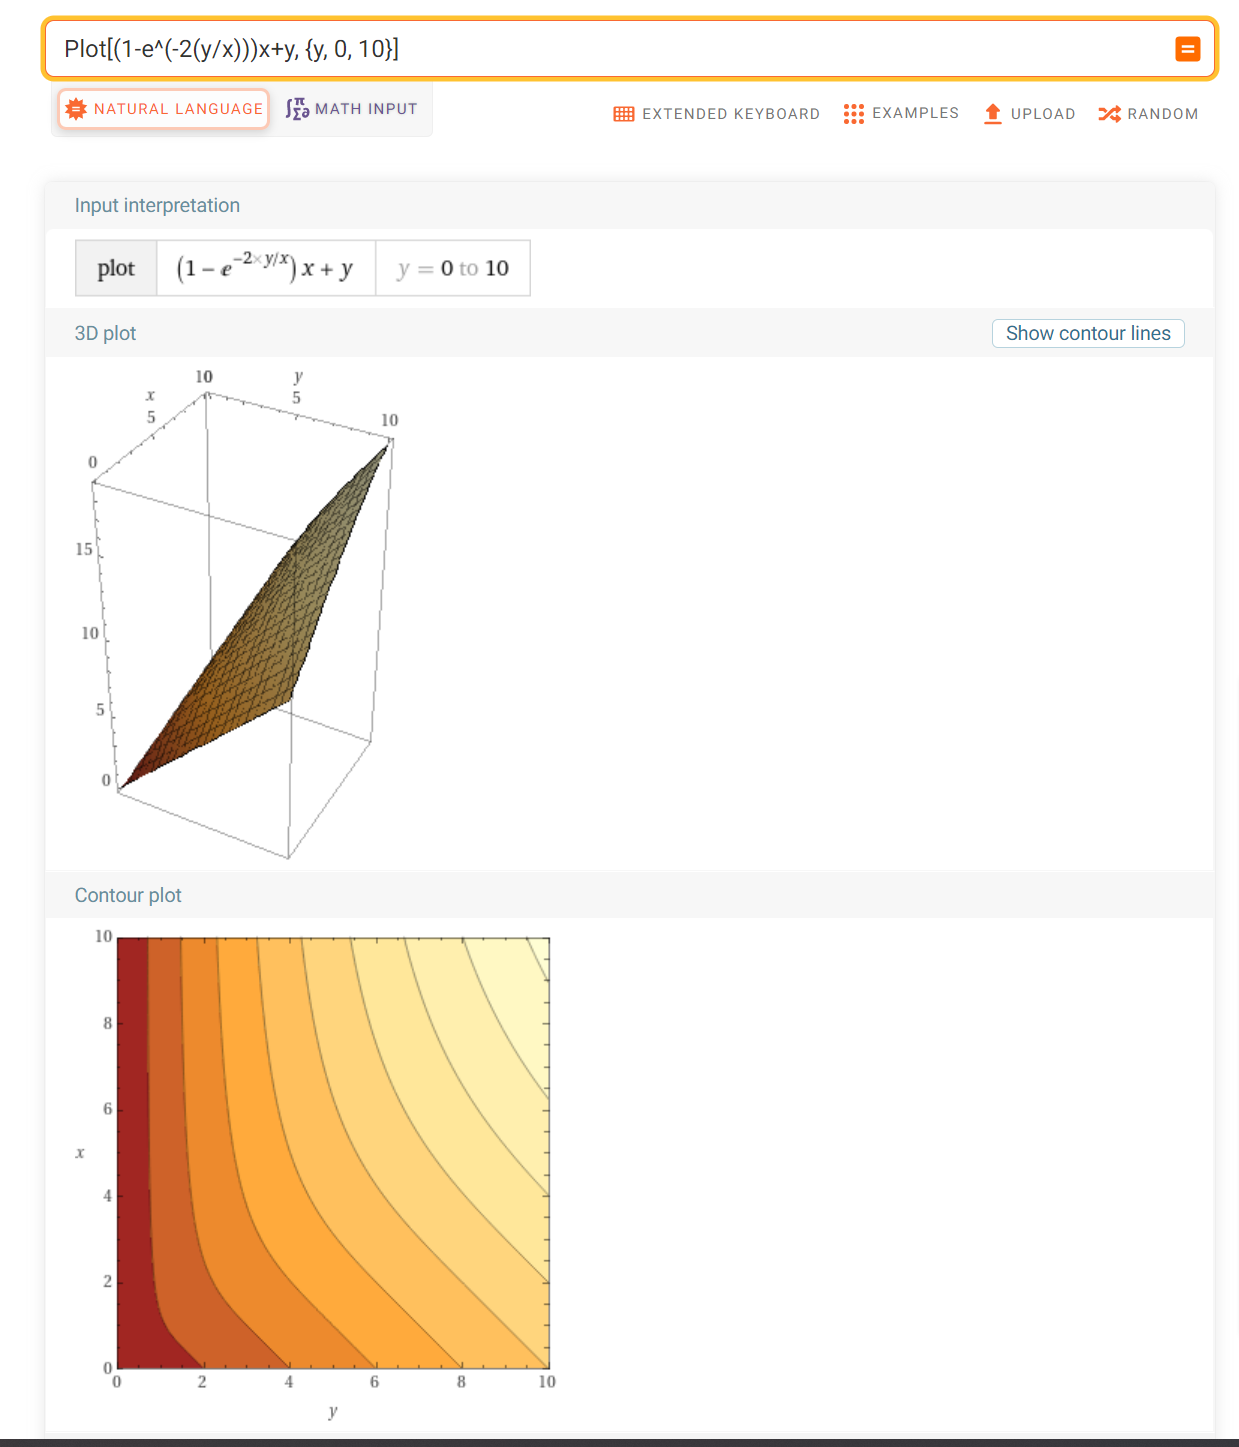 Plot[(1-e^(-2(y/x)))x+y, {y, 0, 10}]
NATURAL LANGUAGE
MATH INPUT
EXTENDED KEYBOARD
EXAMPLES
UPLOAD
RANDOM
Input interpretation
plot
(1 – e^(−2×y/x)) x + y
y = 0 to 10
3D plot
Show contour lines
10
y
x
5
5
10
0
15
10
5
0
Contour plot
10
8
6
x
4
2
0
0 2 4 6 8 10
y